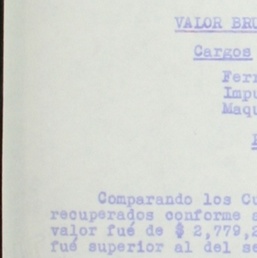 VALOR BRU
Cargos
Fer
Impu
Maqu
Comparando los Cu
recuperados conforme s
valor fué de $ 2,779,2
fué superior al del se